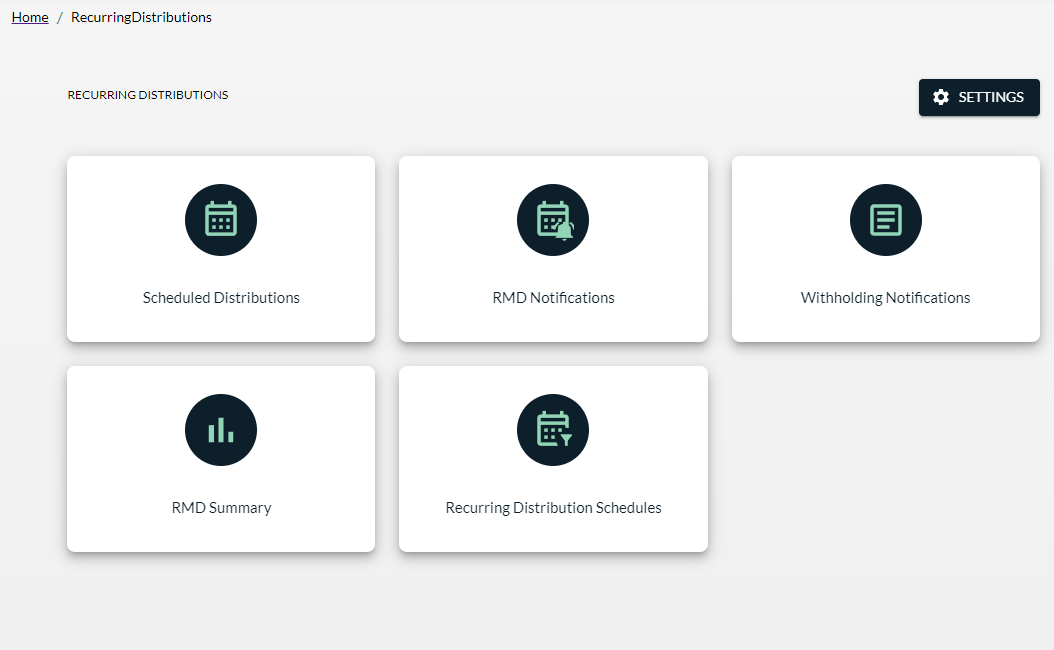 Home / RecurringDistributions
RECURRING DISTRIBUTIONS
SETTINGS
Scheduled Distributions
RMD Notifications
Withholding Notifications
RMD Summary
Recurring Distribution Schedules